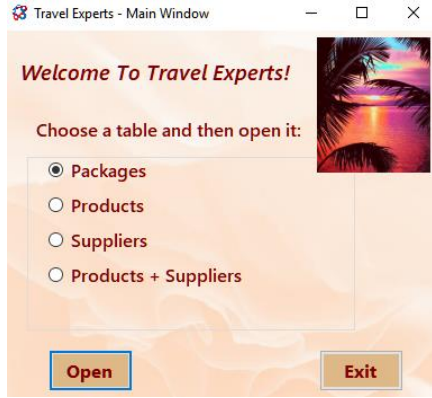 Travel Experts - Main Window
Welcome To Travel Experts!
Choose a table and then open it:
Packages
Products
Suppliers
Products + Suppliers
Open Exit